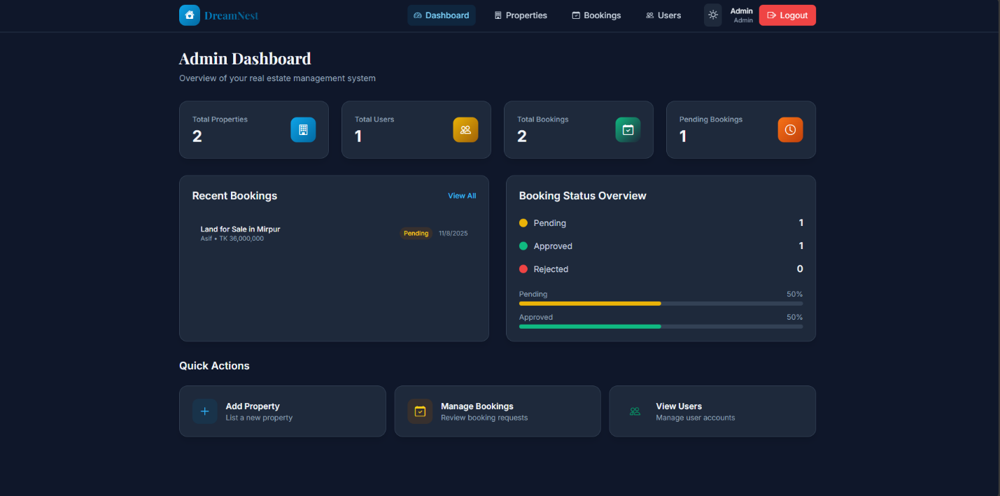 DreamNest
Dashboard
Properties
Bookings
Users
Admin
Admin
Logout
Admin Dashboard
Overview of your real estate management system
Total Properties
2
Total Users
1
Total Bookings
2
Pending Bookings
1
Recent Bookings
View All
Land for Sale in Mirpur
Asif • TK 36,000,000
Pending
11/8/2025
Booking Status Overview
Pending 1
Approved 1
Rejected 0
Pending 50%
Approved 50%
Quick Actions
Add Property
List a new property
Manage Bookings
Review booking requests
View Users
Manage user accounts